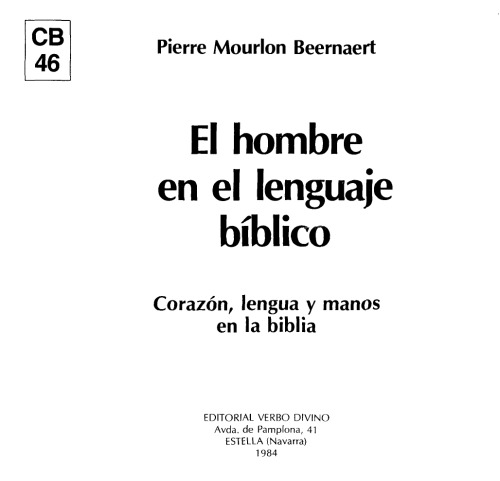 CB
46
Pierre Mourlon Beernaert
El hombre
en el lenguaje
bíblico
Corazón, lengua y manos
en la biblia
EDITORIAL VERBO DIVINO
Avda. de Pamplona, 41
ESTELLA (Navarra)
1984